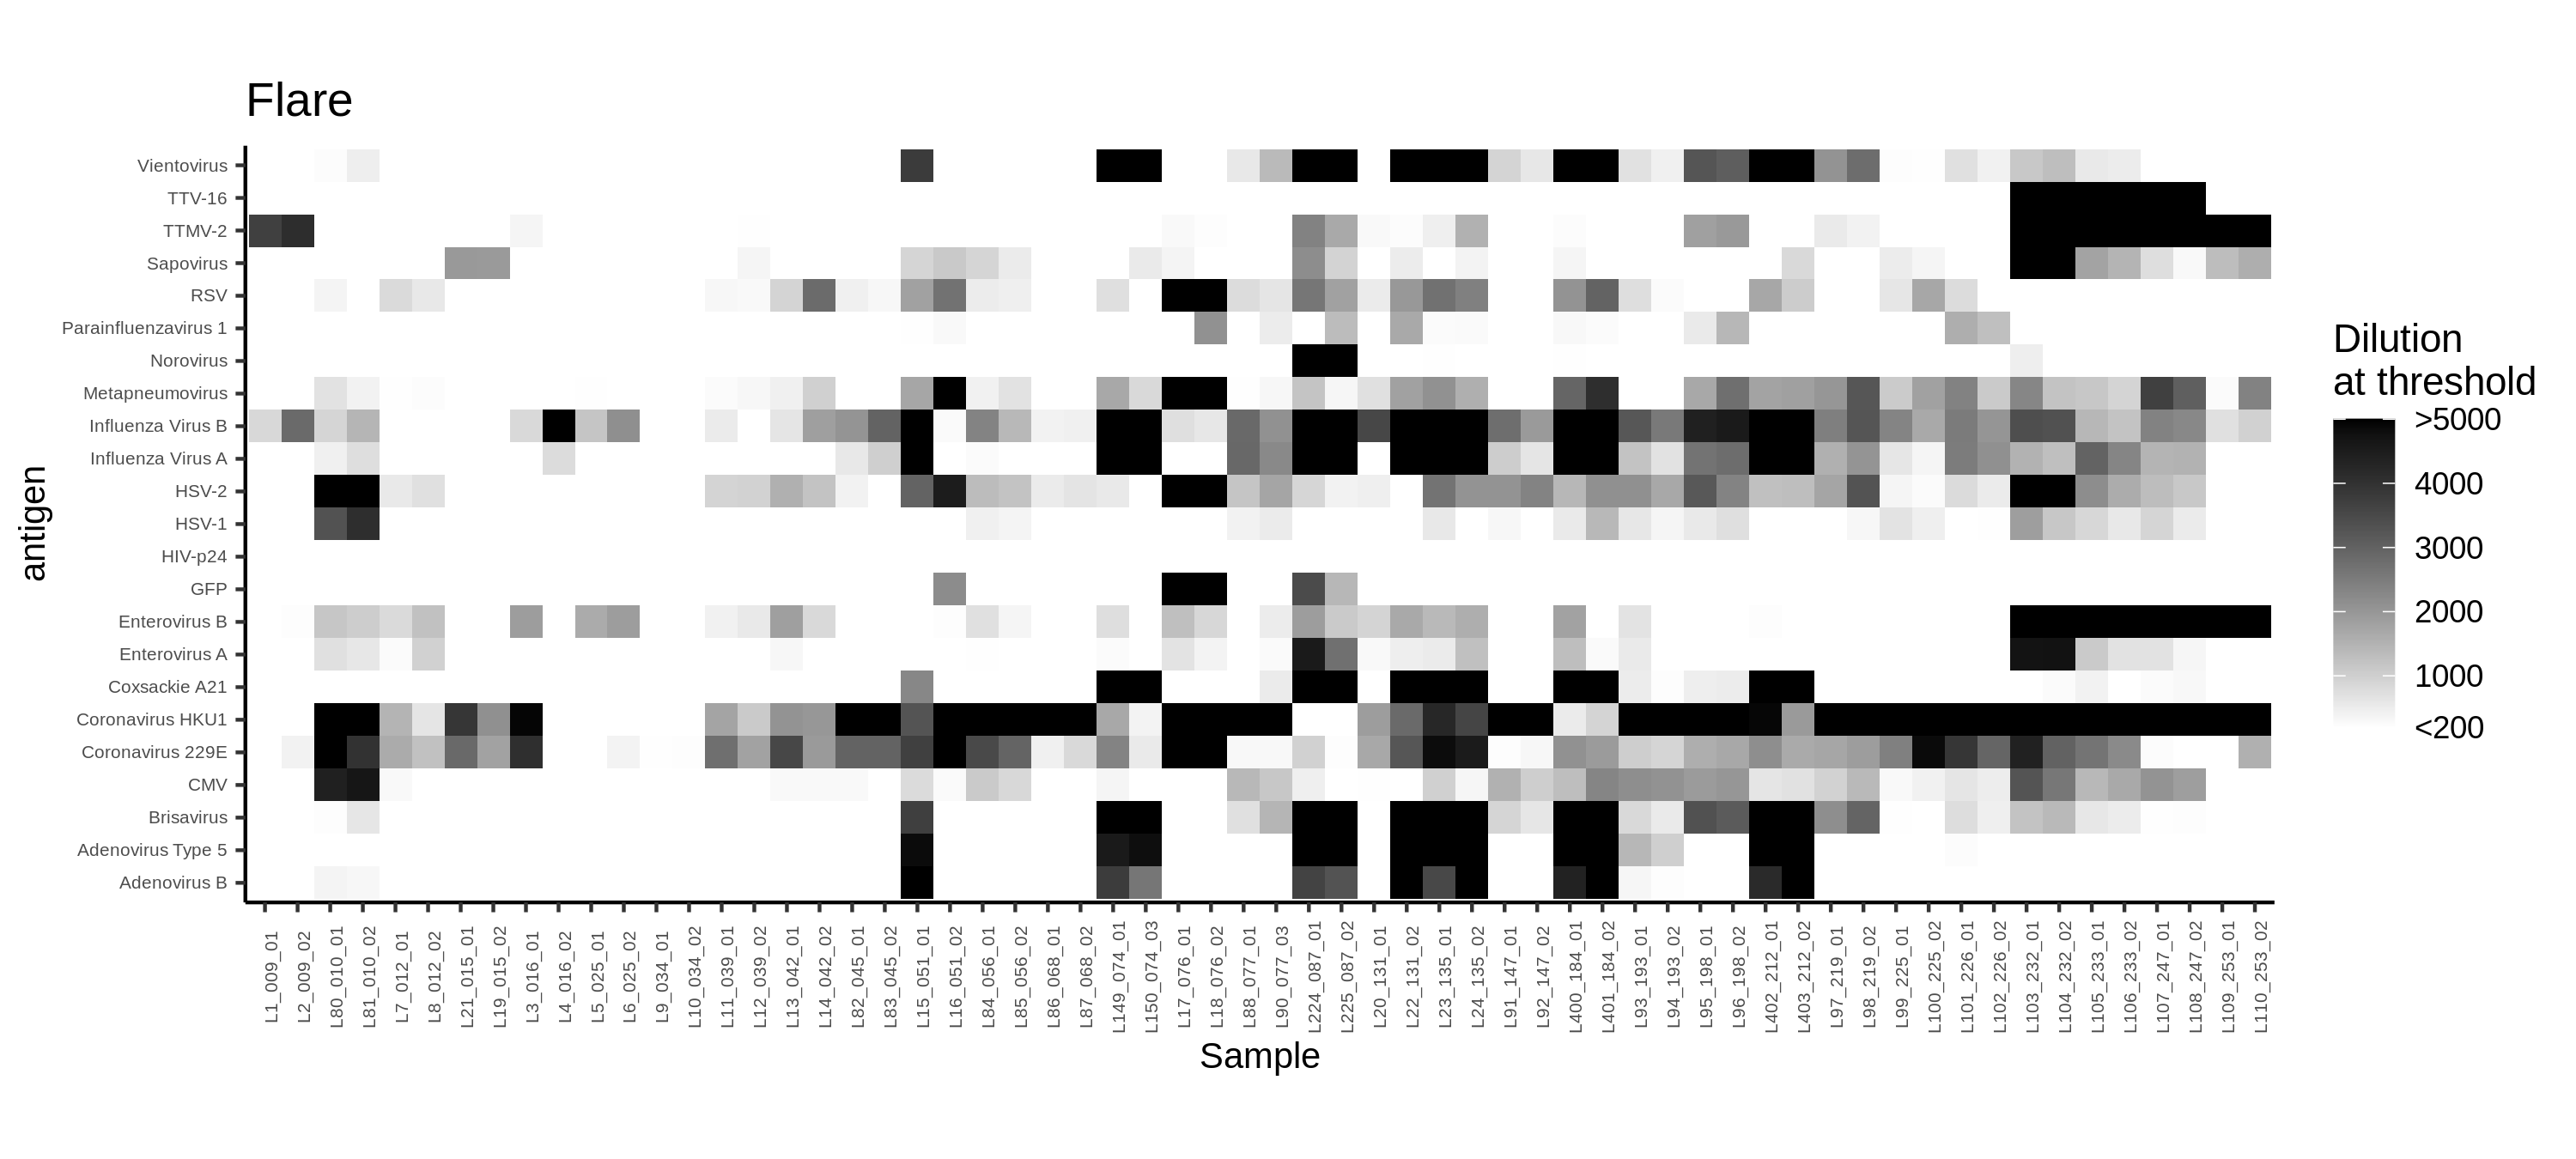 Flare
Vientovirus
TTV-16
TTMV-2
Sapovirus
RSV
Parainfluenzavirus 1
Norovirus
Metapneumovirus
Influenza Virus B
Influenza Virus A
HSV-2
HSV-1
HIV-p24
GFP
Enterovirus B
Enterovirus A
Coxsackie A21
Coronavirus HKU1
Coronavirus 229E
CMV
Brisavirus
Adenovirus Type 5
Adenovirus B
antigen
L1_009_01
L2_009_02
L80_010_01
L81_010_02
L7_012_01
L8_012_02
L21_015_01
L19_015_02
L3_016_01
L4_016_02
L5_025_01
L6_025_02
L9_034_01
L10_034_02
L11_039_01
L12_039_02
L13_042_01
L14_042_02
L82_045_01
L83_045_02
L15_051_01
L16_051_02
L84_056_01
L85_056_02
L86_068_01
L87_068_02
L149_074_01
L150_074_03
L17_076_01
L18_076_02
L88_077_01
L90_077_03
L224_087_01
L225_087_02
L20_131_01
L22_131_02
L23_135_01
L24_135_02
L91_147_01
L92_147_02
L400_184_01
L401_184_02
L93_193_01
L94_193_02
L95_198_01
L96_198_02
L402_212_01
L403_212_02
L97_219_01
L98_219_02
L99_225_01
L100_225_02
L101_226_01
L102_226_02
L103_232_01
L104_232_02
L105_233_01
L106_233_02
L107_247_01
L108_247_02
L109_253_01
L110_253_02
Sample
Dilution
at threshold
>5000
4000
3000
2000
1000
<200